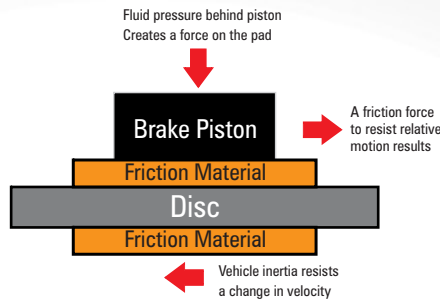 Fluid pressure behind piston
Creates a force on the pad
Brake Piston
A friction force
to resist relative
motion results
Friction Material
Disc
Friction Material
Vehicle inertia resists
a change in velocity